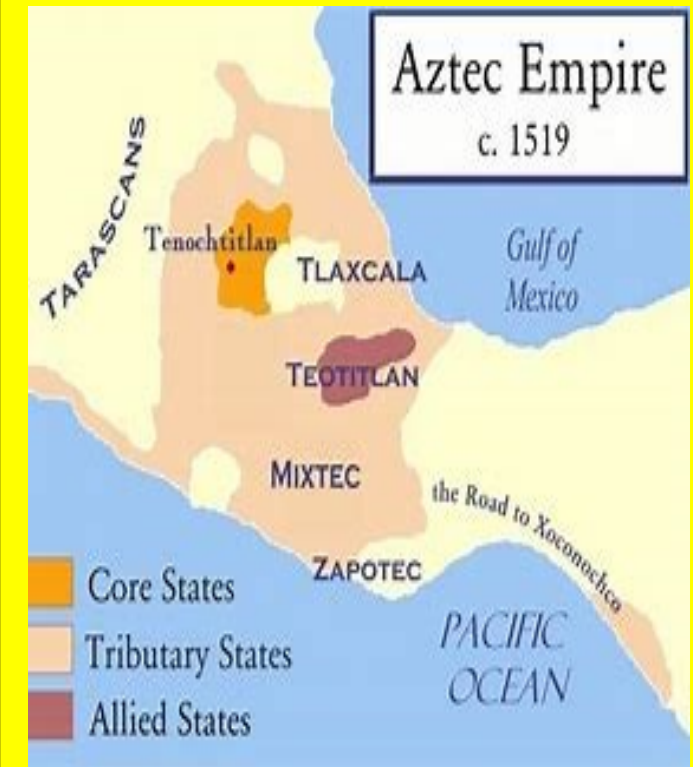 Aztec Empire
c. 1519
TARASCANS
Tenochtitlan
TLAXCALA
Gulf of
Mexico
TEOTITLAN
MIXTEC
the Road to Xoconochco
ZAPOTEC
PACIFIC
OCEAN
Core States
Tributary States
Allied States